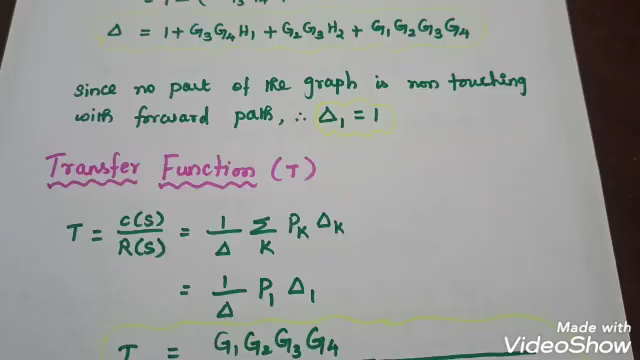 Δ = 1 + G₃G₄H₁ + G₂G₃H₂ + G₁G₂G₃G₄
Since no part of the graph is non touching
with forward path, ∴ Δ₁ = 1
Transfer Function (T)
T = C(S)/R(S) = 1/Δ Σ_K P_K Δ_K
= 1/Δ P₁ Δ₁
T = G₁G₂G₃G₄
Made with
VideoShow